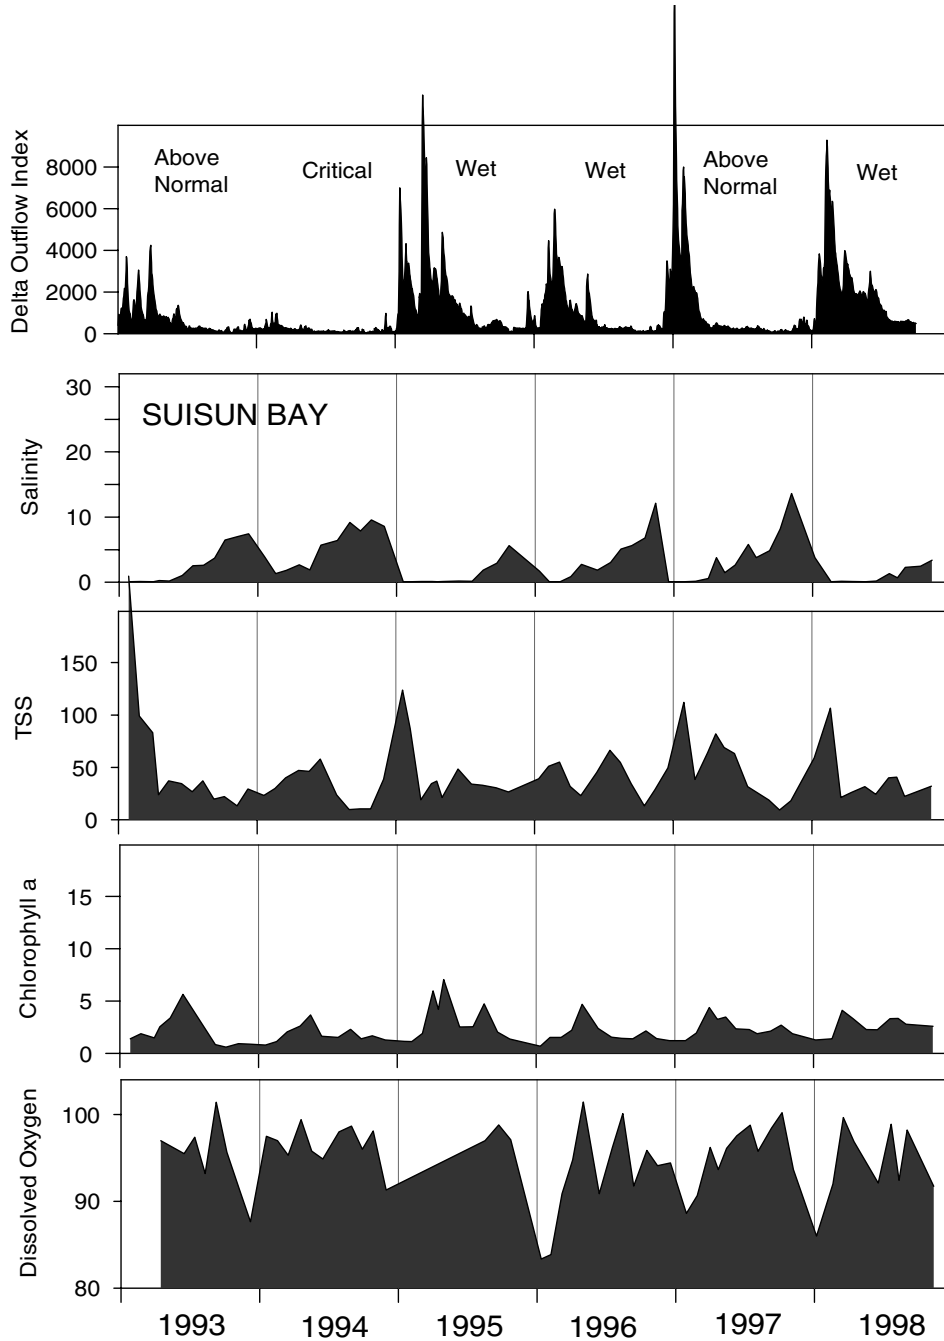 Delta Outflow Index
8000
6000
4000
2000
0
Above
Normal
Critical
Wet
Wet
Above
Normal
Wet
Salinity
30
20
10
0
SUISUN BAY
TSS
150
100
50
0
Chlorophyll a
15
10
5
0
Dissolved Oxygen
100
90
80
1993
1994
1995
1996
1997
1998